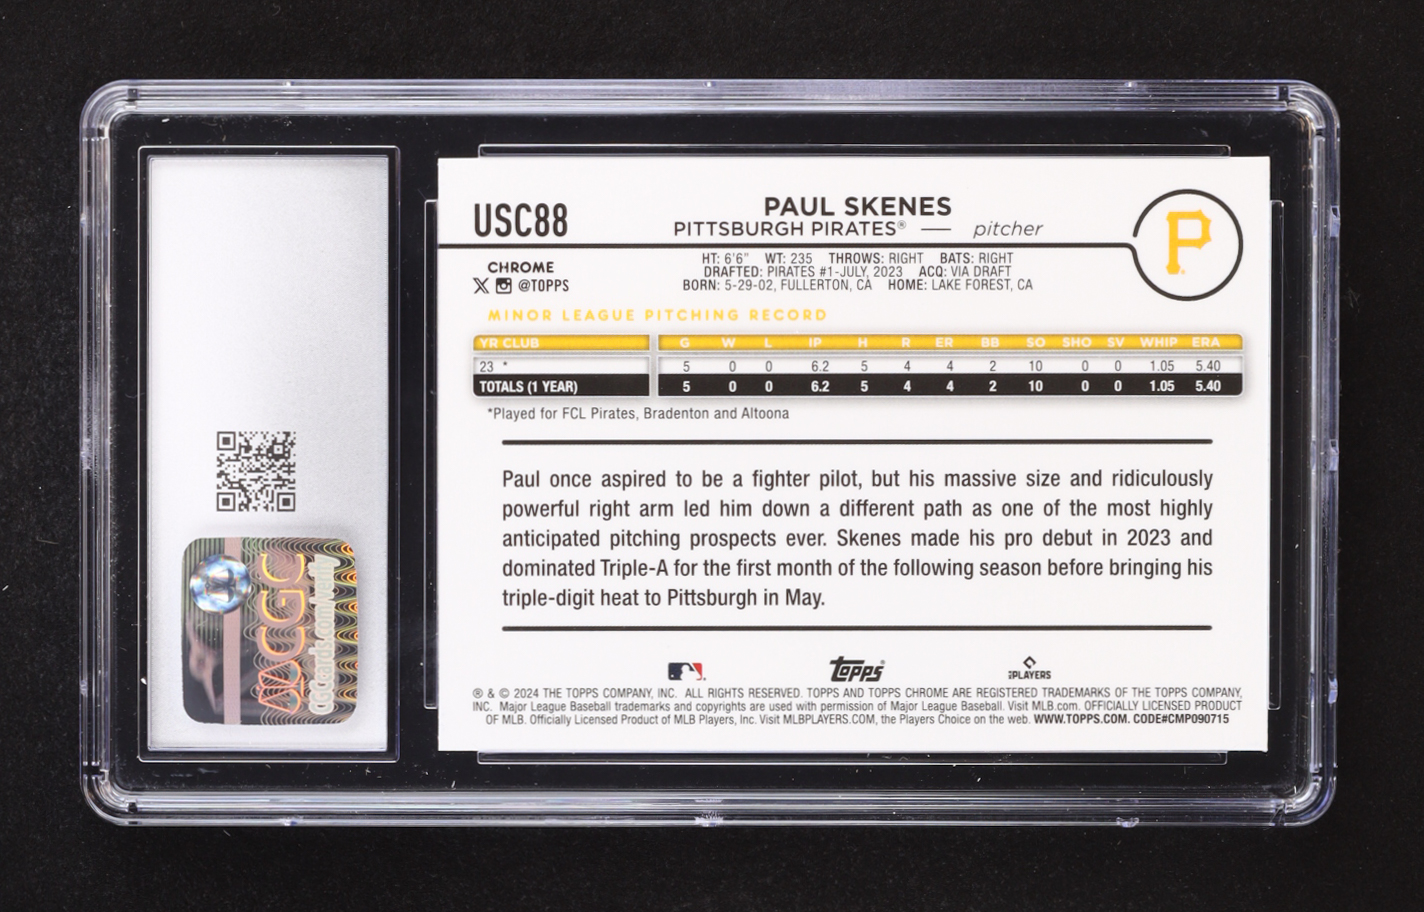 USC88
PAUL SKENES
PITTSBURGH PIRATES® — pitcher
P
CHROME
@TOPPS
HT: 6'6" WT: 235 THROWS: RIGHT BATS: RIGHT
DRAFTED: PIRATES #1-JULY, 2023 ACQ: VIA DRAFT
BORN: 5-29-02, FULLERTON, CA HOME: LAKE FOREST, CA
MINOR LEAGUE PITCHING RECORD
YR CLUB G W L IP H R ER BB SO SHO SV WHIP ERA
23 * 5 0 0 6.2 5 4 4 2 10 0 0 1.05 5.40
TOTALS (1 YEAR) 5 0 0 6.2 5 4 4 2 10 0 0 1.05 5.40
*Played for FCL Pirates, Bradenton and Altoona
Paul once aspired to be a fighter pilot, but his massive size and ridiculously
powerful right arm led him down a different path as one of the most highly
anticipated pitching prospects ever. Skenes made his pro debut in 2023 and
dominated Triple-A for the first month of the following season before bringing his
triple-digit heat to Pittsburgh in May.
topps
PLAYERS
® & © 2024 THE TOPPS COMPANY, INC. ALL RIGHTS RESERVED. TOPPS AND TOPPS CHROME ARE REGISTERED TRADEMARKS OF THE TOPPS COMPANY,
INC. Major League Baseball trademarks and copyrights are used with permission of Major League Baseball. Visit MLB.com. OFFICIALLY LICENSED PRODUCT
OF MLB. Officially Licensed Product of MLB Players, Inc. Visit MLBPLAYERS.COM, the Players Choice on the web. WWW.TOPPS.COM. CODE#CMP090715
CGC